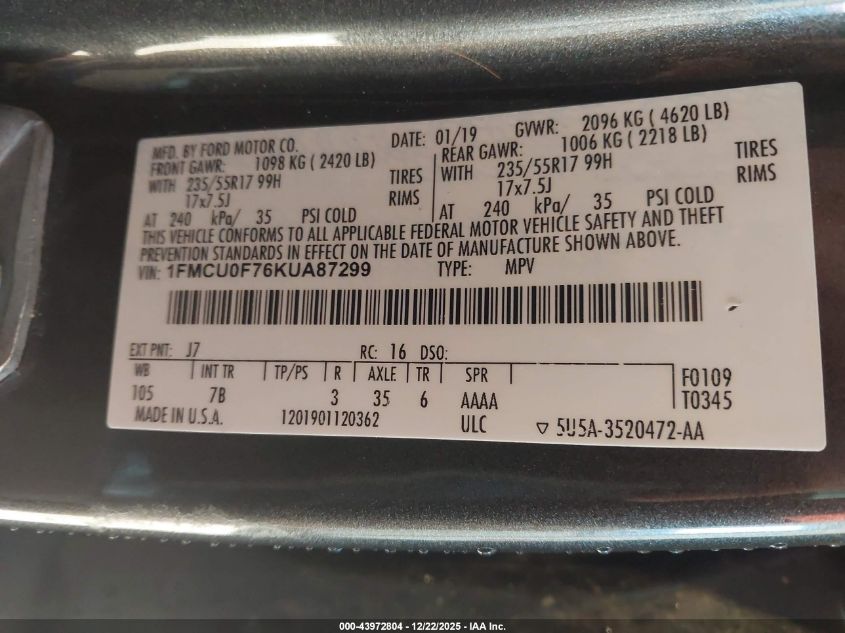 MFD. BY FORD MOTOR CO. DATE: 01/19 GVWR: 2096 KG ( 4620 LB)
FRONT GAWR: 1098 KG ( 2420 LB) REAR GAWR: 1006 KG ( 2218 LB)
WITH 235/55R17 99H TIRES WITH 235/55R17 99H TIRES
17x7.5J RIMS 17x7.5J RIMS
AT 240 kPa/ 35 PSI COLD AT 240 kPa/ 35 PSI COLD
THIS VEHICLE CONFORMS TO ALL APPLICABLE FEDERAL MOTOR VEHICLE SAFETY AND THEFT
PREVENTION STANDARDS IN EFFECT ON THE DATE OF MANUFACTURE SHOWN ABOVE.
VIN: 1FMCU0F76KUA87299 TYPE: MPV
EXT PNT: J7 RC: 16 DSO:
WB INT TR TP/PS R AXLE TR SPR F0109
105 7B 3 35 6 AAAA T0345
MADE IN U.S.A. 1201901120362 ULC ▽ 5U5A-3520472-AA
000-43972804 - 12/22/2025 - IAA Inc.